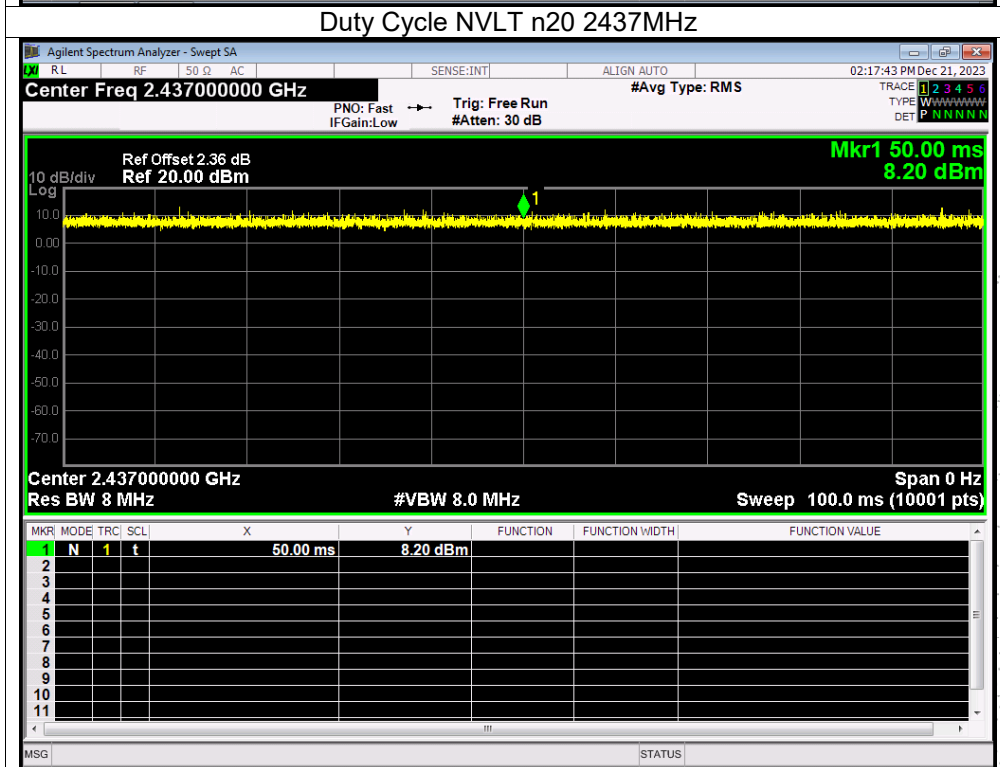 Duty Cycle NVLT n20 2437MHz
Agilent Spectrum Analyzer - Swept SA
LXI RL RF 50 Ω AC SENSE:INT ALIGN AUTO 02:17:43 PM Dec 21, 2023
Center Freq 2.437000000 GHz #Avg Type: RMS TRACE 1 2 3 4 5 6
PNO: Fast Trig: Free Run TYPE WWWWWW
IFGain:Low #Atten: 30 dB DET P N N N N N
Mkr1 50.00 ms
Ref Offset 2.36 dB
10 dB/div Ref 20.00 dBm 8.20 dBm
Log
1
10.0
0.00
-10.0
-20.0
-30.0
-40.0
-50.0
-60.0
-70.0
Center 2.437000000 GHz Span 0 Hz
Res BW 8 MHz #VBW 8.0 MHz Sweep 100.0 ms (10001 pts)
MKR MODE TRC SCL X Y FUNCTION FUNCTION WIDTH FUNCTION VALUE
1 N 1 t 50.00 ms 8.20 dBm
2
3
4
5
6
7
8
9
10
11
MSG STATUS